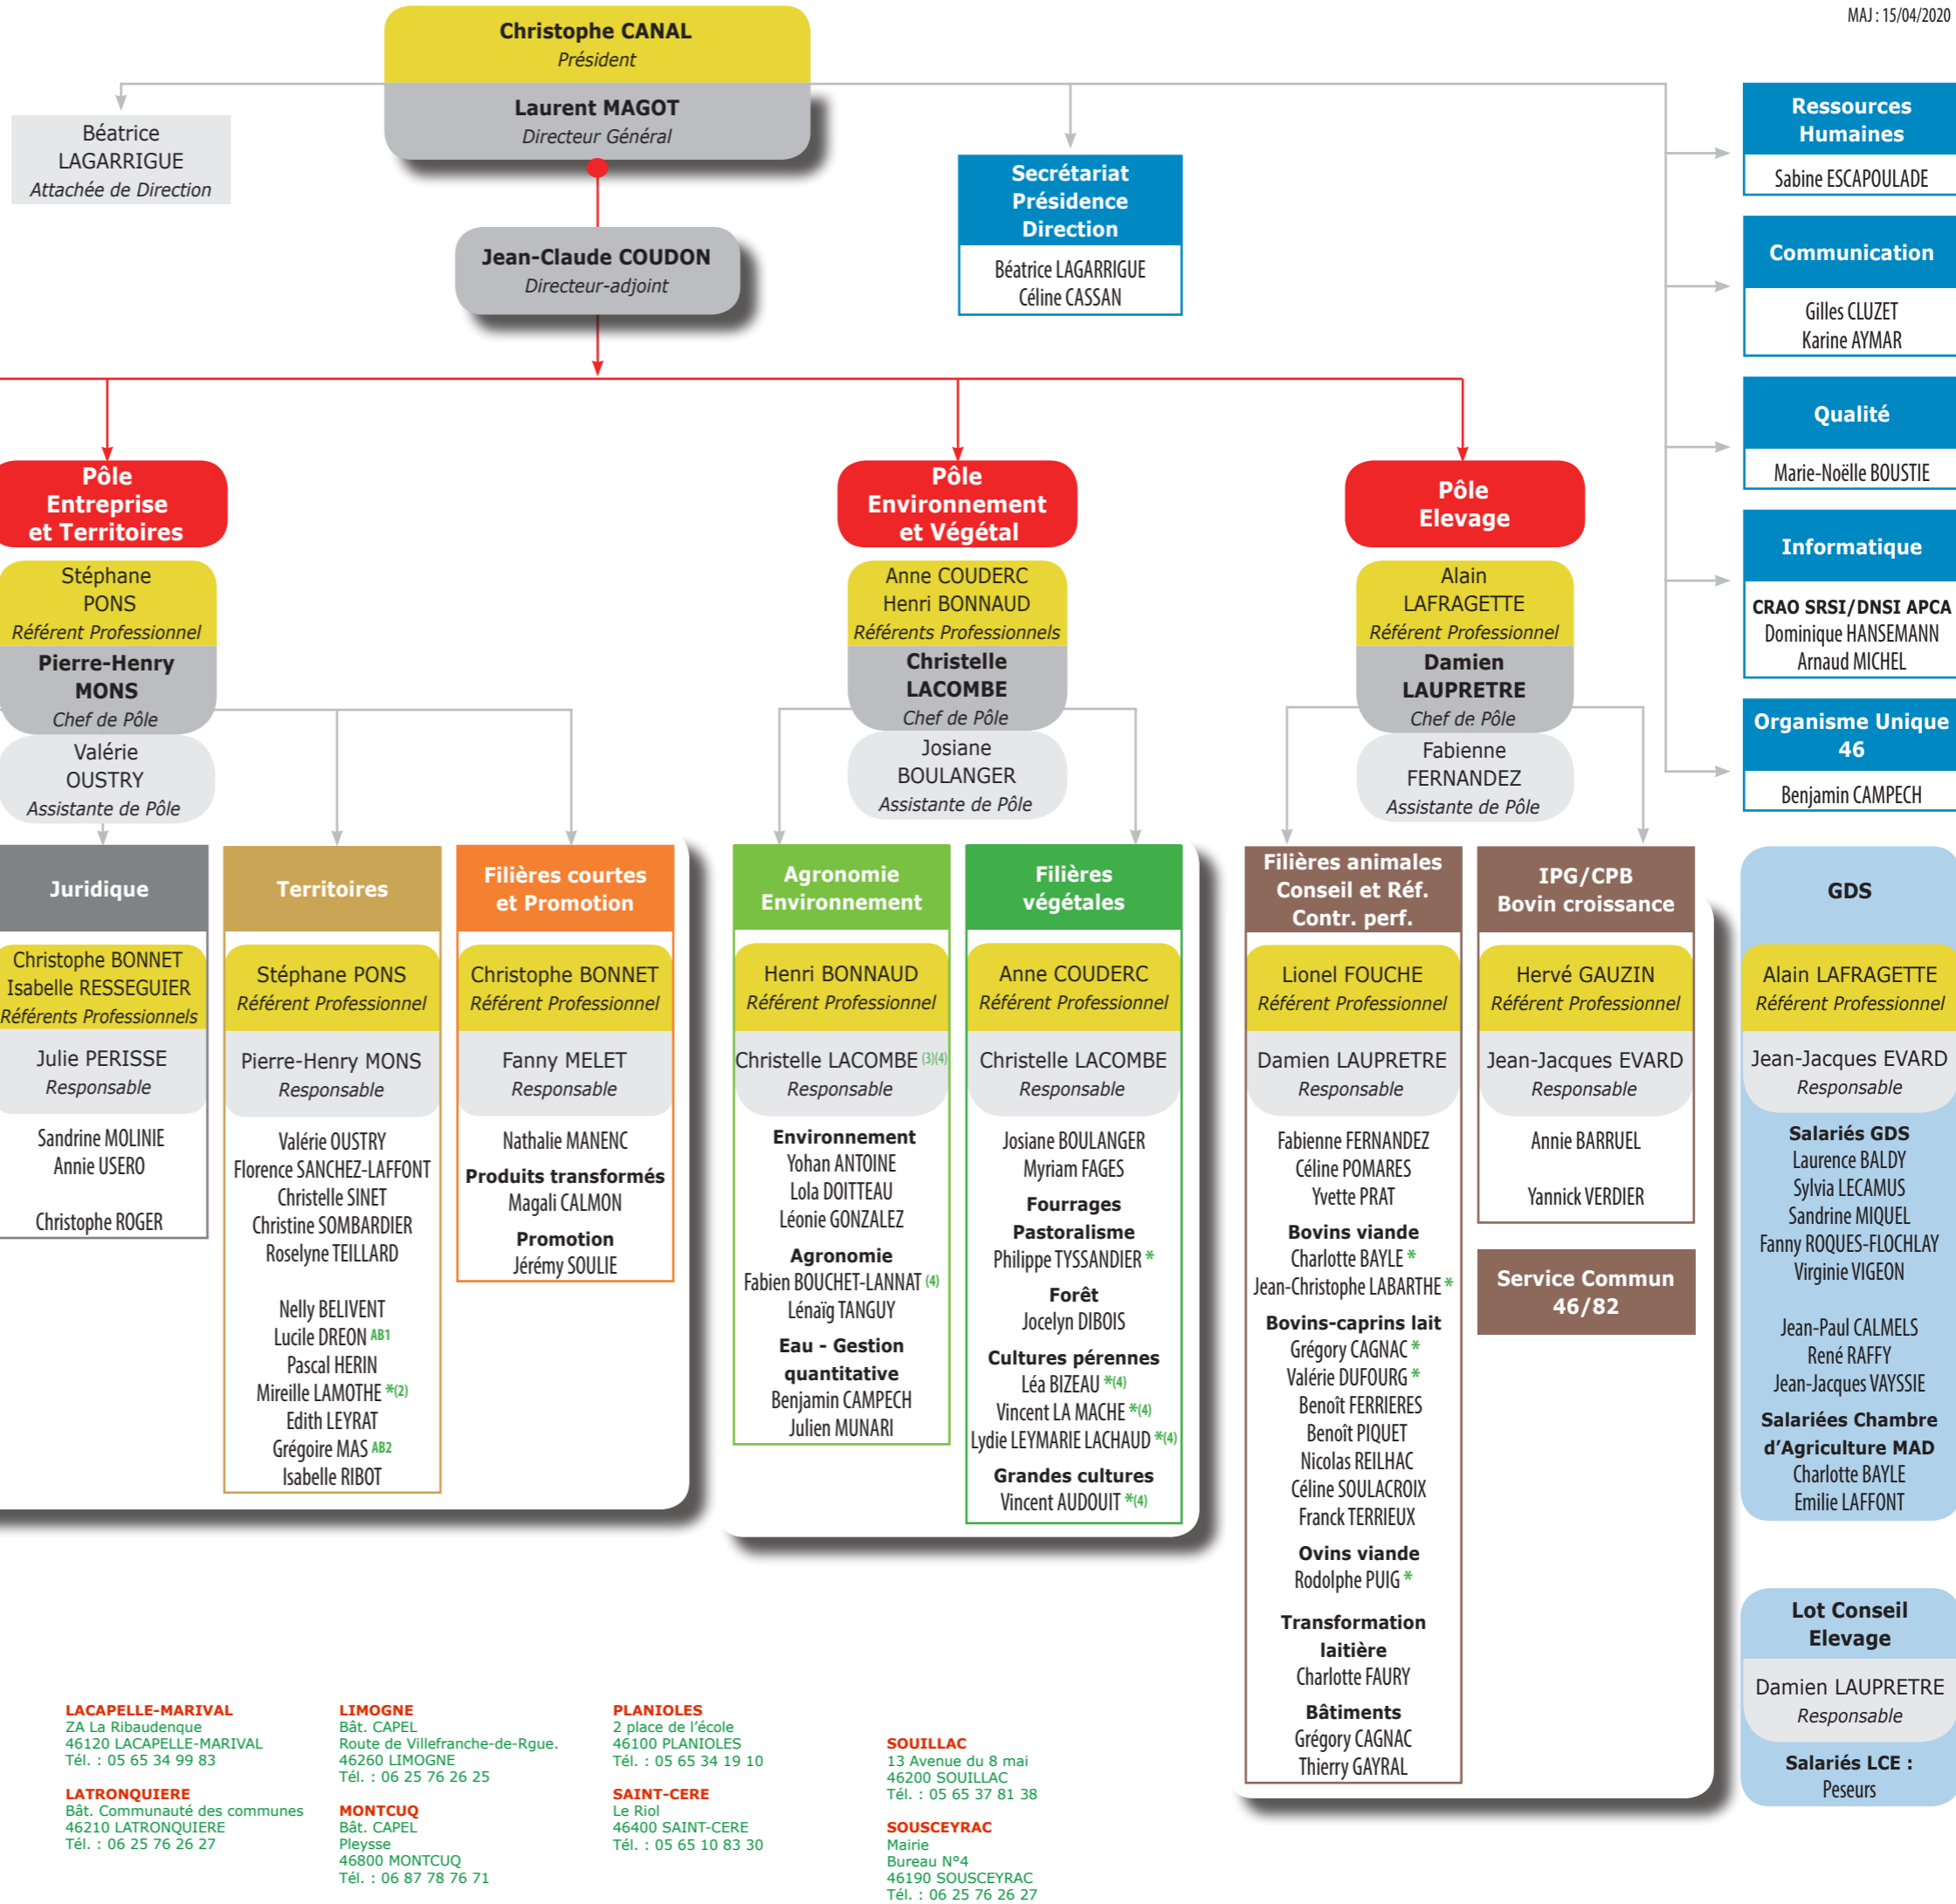 MAJ : 15/04/2020
Christophe CANAL
Président
Laurent MAGOT
Directeur Général
Béatrice
LAGARRIGUE
Attachée de Direction
Jean-Claude COUDON
Directeur-adjoint
Secrétariat
Présidence
Direction
Béatrice LAGARRIGUE
Céline CASSAN
Ressources
Humaines
Sabine ESCAPOULADE
Communication
Gilles CLUZET
Karine AYMAR
Qualité
Marie-Noëlle BOUSTIE
Informatique
CRAO SRSI/DNSI APCA
Dominique HANSEMANN
Arnaud MICHEL
Organisme Unique
46
Benjamin CAMPECH
Pôle
Entreprise
et Territoires
Stéphane
PONS
Référent Professionnel
Pierre-Henry
MONS
Chef de Pôle
Valérie
OUSTRY
Assistante de Pôle
Pôle
Environnement
et Végétal
Anne COUDERC
Henri BONNAUD
Référents Professionnels
Christelle
LACOMBE
Chef de Pôle
Josiane
BOULANGER
Assistante de Pôle
Pôle
Elevage
Alain
LAFRAGETTE
Référent Professionnel
Damien
LAUPRETRE
Chef de Pôle
Fabienne
FERNANDEZ
Assistante de Pôle
Juridique
Christophe BONNET
Isabelle RESSEGUIER
Référents Professionnels
Julie PERISSE
Responsable
Sandrine MOLINIE
Annie USERO
Christophe ROGER
Territoires
Stéphane PONS
Référent Professionnel
Pierre-Henry MONS
Responsable
Valérie OUSTRY
Florence SANCHEZ-LAFFONT
Christelle SINET
Christine SOMBARDIER
Roselyne TEILLARD
Nelly BELIVENT
Lucile DREON AB1
Pascal HERIN
Mireille LAMOTHE *(2)
Edith LEYRAT
Grégoire MAS AB2
Isabelle RIBOT
Filières courtes
et Promotion
Christophe BONNET
Référent Professionnel
Fanny MELET
Responsable
Nathalie MANENC
Produits transformés
Magali CALMON
Promotion
Jérémy SOULIE
Agronomie
Environnement
Henri BONNAUD
Référent Professionnel
Christelle LACOMBE (3)(4)
Responsable
Environnement
Yohan ANTOINE
Lola DOITTEAU
Léonie GONZALEZ
Agronomie
Fabien BOUCHET-LANNAT (4)
Lénaïg TANGUY
Eau - Gestion
quantitative
Benjamin CAMPECH
Julien MUNARI
Filières
végétales
Anne COUDERC
Référent Professionnel
Christelle LACOMBE
Responsable
Josiane BOULANGER
Myriam FAGES
Fourrages
Pastoralisme
Philippe TYSSANDIER *
Forêt
Jocelyn DIBOIS
Cultures pérennes
Léa BIZEAU *(4)
Vincent LA MACHE *(4)
Lydie LEYMARIE LACHAUD *(4)
Grandes cultures
Vincent AUDOUIT *(4)
Filières animales
Conseil et Réf.
Contr. perf.
Lionel FOUCHE
Référent Professionnel
Damien LAUPRETRE
Responsable
Fabienne FERNANDEZ
Céline POMARES
Yvette PRAT
Bovins viande
Charlotte BAYLE *
Jean-Christophe LABARTHE *
Bovins-caprins lait
Grégory CAGNAC *
Valérie DUFOURG *
Benoît FERRIERES
Benoît PIQUET
Nicolas REILHAC
Céline SOULACROIX
Franck TERRIEUX
Ovins viande
Rodolphe PUIG *
Transformation
laitière
Charlotte FAURY
Bâtiments
Grégory CAGNAC
Thierry GAYRAL
IPG/CPB
Bovin croissance
Hervé GAUZIN
Référent Professionnel
Jean-Jacques EVARD
Responsable
Annie BARRUEL
Yannick VERDIER
Service Commun
46/82
GDS
Alain LAFRAGETTE
Référent Professionnel
Jean-Jacques EVARD
Responsable
Salariés GDS
Laurence BALDY
Sylvia LECAMUS
Sandrine MIQUEL
Fanny ROQUES-FLOCHLAY
Virginie VIGEON
Jean-Paul CALMELS
René RAFFY
Jean-Jacques VAYSSIE
Salariées Chambre
d'Agriculture MAD
Charlotte BAYLE
Emilie LAFFONT
Lot Conseil
Elevage
Damien LAUPRETRE
Responsable
Salariés LCE :
Peseurs
LACAPELLE-MARIVAL
ZA La Ribaudenque
46120 LACAPELLE-MARIVAL
Tél. : 05 65 34 99 83
LATRONQUIERE
Bât. Communauté des communes
46210 LATRONQUIERE
Tél. : 06 25 76 26 27
LIMOGNE
Bât. CAPEL
Route de Villefranche-de-Rgue.
46260 LIMOGNE
Tél. : 06 25 76 26 25
MONTCUQ
Bât. CAPEL
Pleysse
46800 MONTCUQ
Tél. : 06 87 78 76 71
PLANIOLES
2 place de l'école
46100 PLANIOLES
Tél. : 05 65 34 19 10
SAINT-CERE
Le Riol
46400 SAINT-CERE
Tél. : 05 65 10 83 30
SOUILLAC
13 Avenue du 8 mai
46200 SOUILLAC
Tél. : 05 65 37 81 38
SOUSCEYRAC
Mairie
Bureau N°4
46190 SOUSCEYRAC
Tél. : 06 25 76 26 27